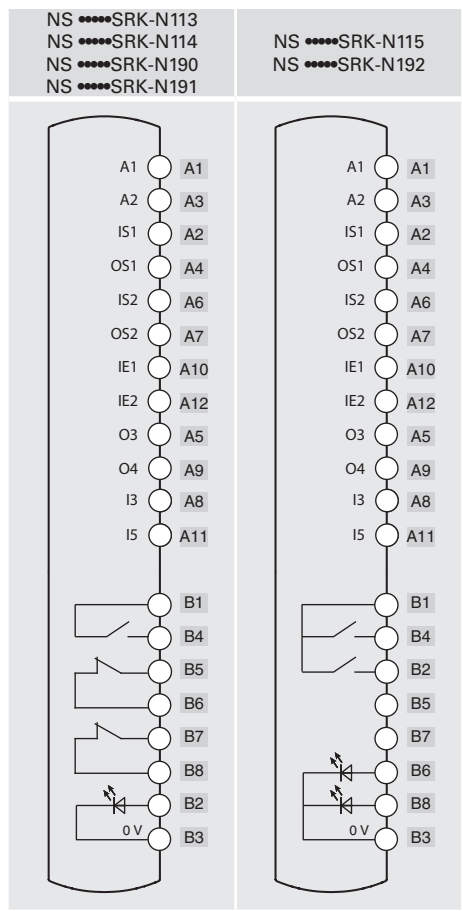 NS •••••SRK-N113
NS •••••SRK-N114
NS •••••SRK-N190
NS •••••SRK-N191
NS •••••SRK-N115
NS •••••SRK-N192
A1 A1
A2 A3
IS1 A2
OS1 A4
IS2 A6
OS2 A7
IE1 A10
IE2 A12
O3 A5
O4 A9
I3 A8
I5 A11
B1
B4
B5
B6
B7
B8
B2
0 V B3
A1 A1
A2 A3
IS1 A2
OS1 A4
IS2 A6
OS2 A7
IE1 A10
IE2 A12
O3 A5
O4 A9
I3 A8
I5 A11
B1
B4
B2
B5
B7
B6
B8
0 V B3